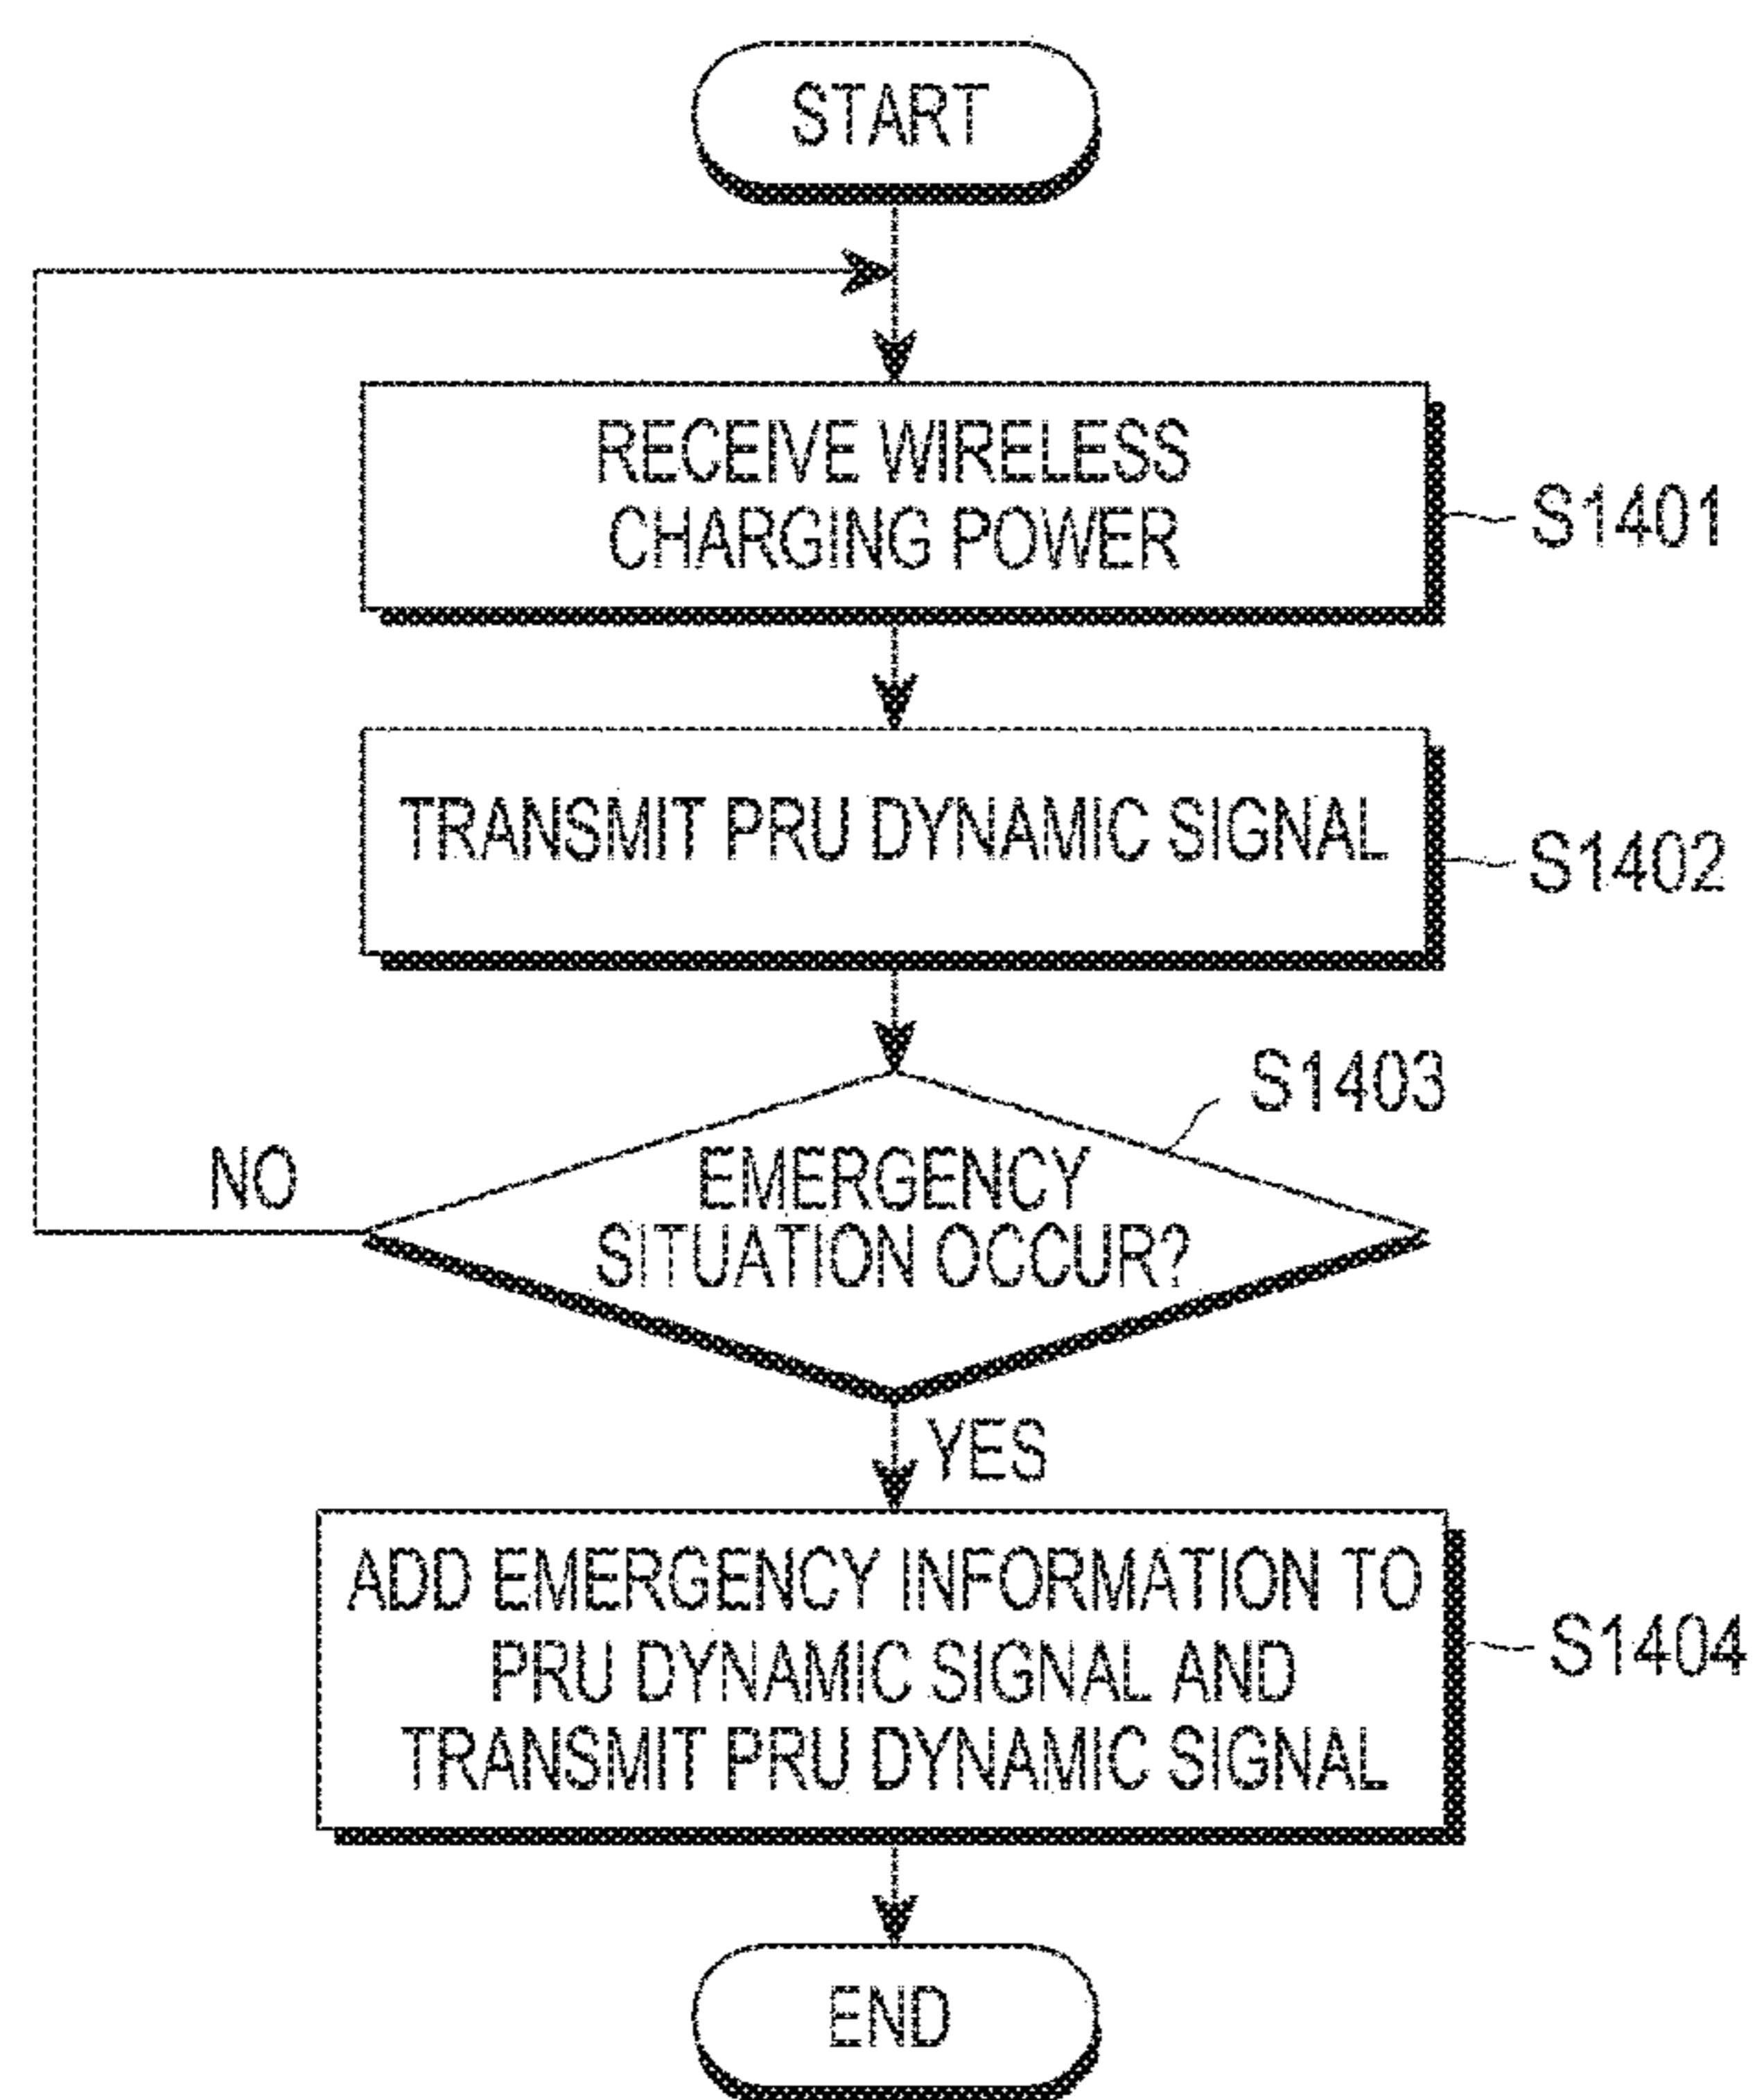 START
RECEIVE WIRELESS
CHARGING POWER
S1401
TRANSMIT PRU DYNAMIC SIGNAL
S1402
S1403
EMERGENCY
SITUATION OCCUR?
NO
YES
ADD EMERGENCY INFORMATION TO
PRU DYNAMIC SIGNAL AND
TRANSMIT PRU DYNAMIC SIGNAL
S1404
END